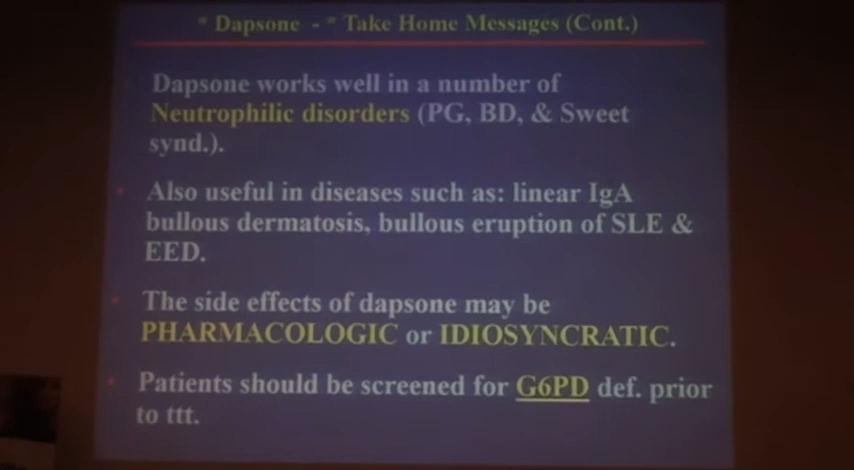 * Dapsone - * Take Home Messages (Cont.)
Dapsone works well in a number of
Neutrophilic disorders (PG, BD, & Sweet
synd.).
• Also useful in diseases such as: linear IgA
bullous dermatosis, bullous eruption of SLE &
EED.
• The side effects of dapsone may be
PHARMACOLOGIC or IDIOSYNCRATIC.
• Patients should be screened for G6PD def. prior
to ttt.